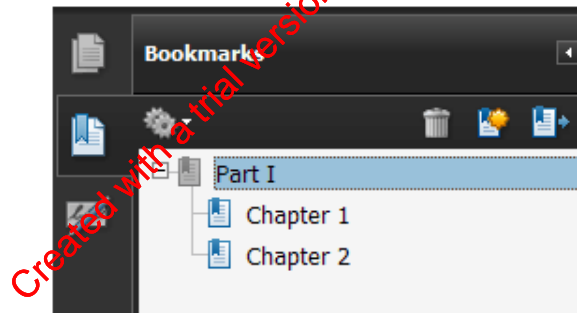 Bookmarks
Part I
Chapter 1
Chapter 2
Created with a trial version